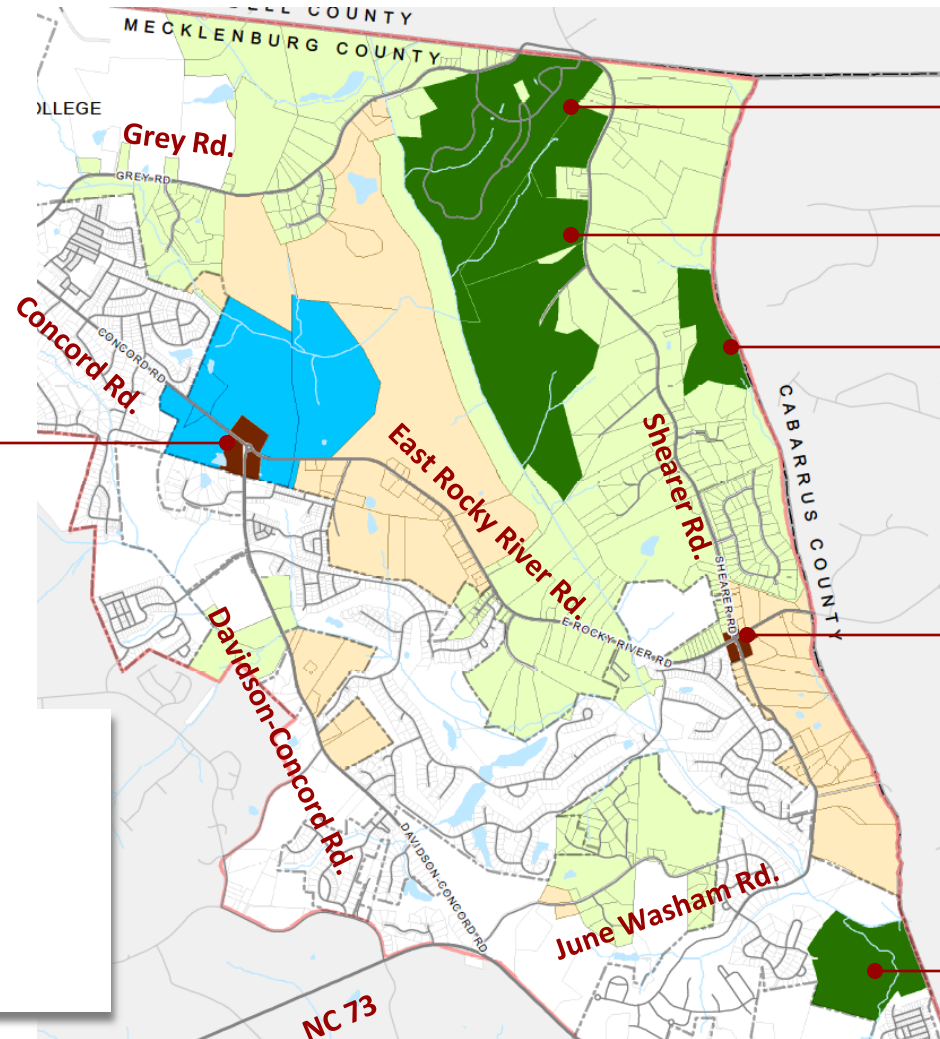 COUNTY
MECKLENBURG COUNTY
Grey Rd.
GREY RD
CONCORD RD
Concord Rd.
CABARRUS COUNTY
East Rocky River Rd.
Shearer Rd.
SHEARER RD
E ROCKY RIVER RD
Davidson-Concord Rd.
DAVIDSON-CONCORD RD
June Washam Rd.
NC 73